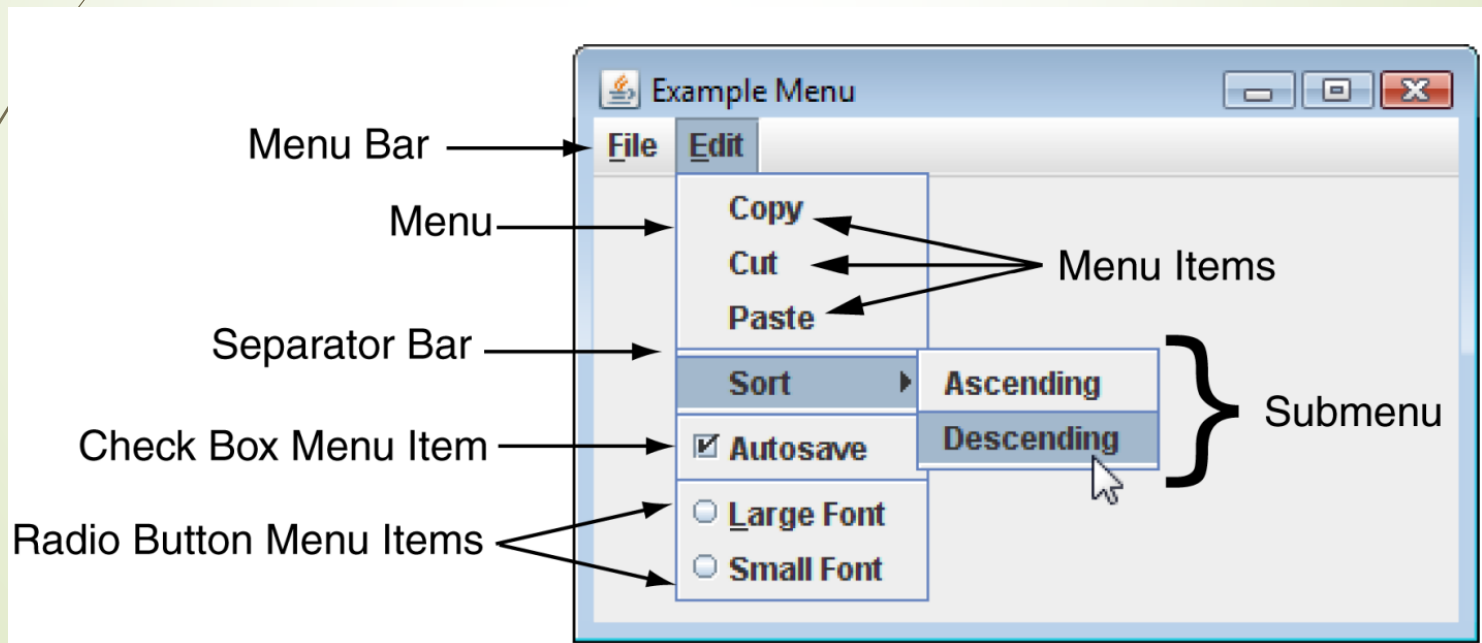 Example Menu
Menu Bar
File Edit
Menu
Copy
Cut
Menu Items
Paste
Separator Bar
Sort
Ascending
Submenu
Check Box Menu Item
Autosave
Descending
Large Font
Radio Button Menu Items
Small Font